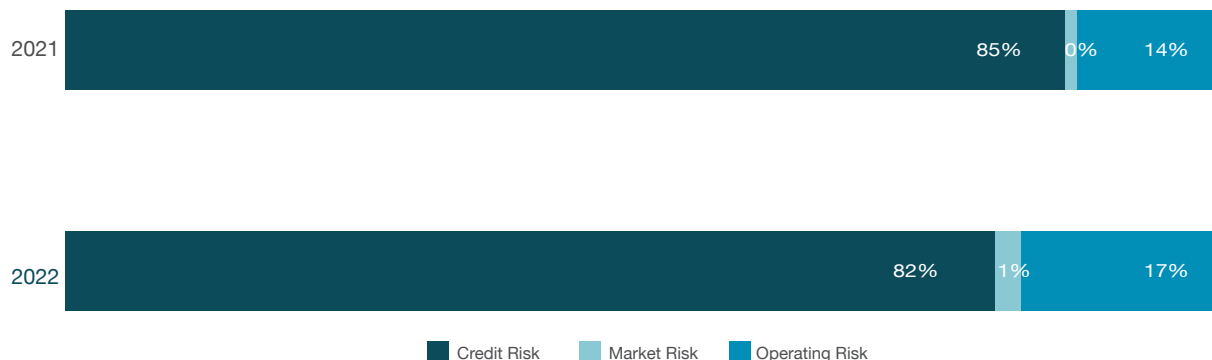 2021 85% 0% 14%
2022 82% 1% 17%
Credit Risk Market Risk Operating Risk